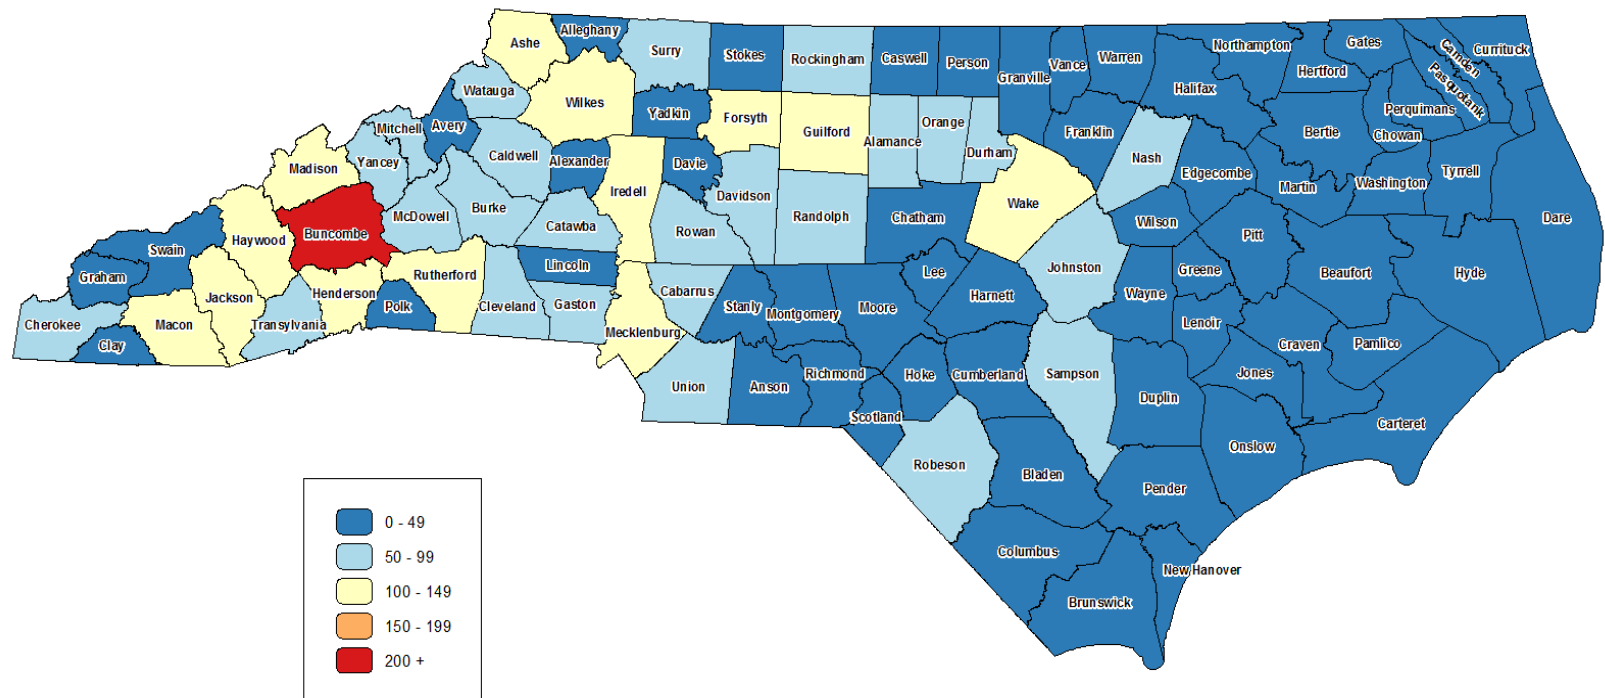 Ashe
Alleghany
Surry
Stokes
Rockingham
Caswell
Person
Granville
Vance
Warren
Northampton
Gates
Camden
Currituck
Hertford
Pasquotank
Halifax
Watauga
Wilkes
Yadkin
Forsyth
Guilford
Alamance
Orange
Durham
Franklin
Bertie
Perquimans
Chowan
Mitchell
Avery
Yancey
Caldwell
Alexander
Davie
Nash
Edgecombe
Martin
Washington
Tyrrell
Madison
Iredell
Davidson
Dare
Buncombe
McDowell
Burke
Catawba
Rowan
Randolph
Chatham
Wake
Wilson
Pitt
Haywood
Swain
Graham
Rutherford
Lincoln
Johnston
Greene
Beaufort
Hyde
Jackson
Henderson
Polk
Cleveland
Gaston
Cabarrus
Stanly
Montgomery
Moore
Lee
Harnett
Wayne
Cherokee
Macon
Transylvania
Clay
Mecklenburg
Lenoir
Craven
Pamlico
Union
Anson
Richmond
Hoke
Cumberland
Sampson
Jones
Duplin
Scotland
Carteret
Onslow
Robeson
Bladen
Pender
Columbus
New Hanover
Brunswick
0 - 49
50 - 99
100 - 149
150 - 199
200 +